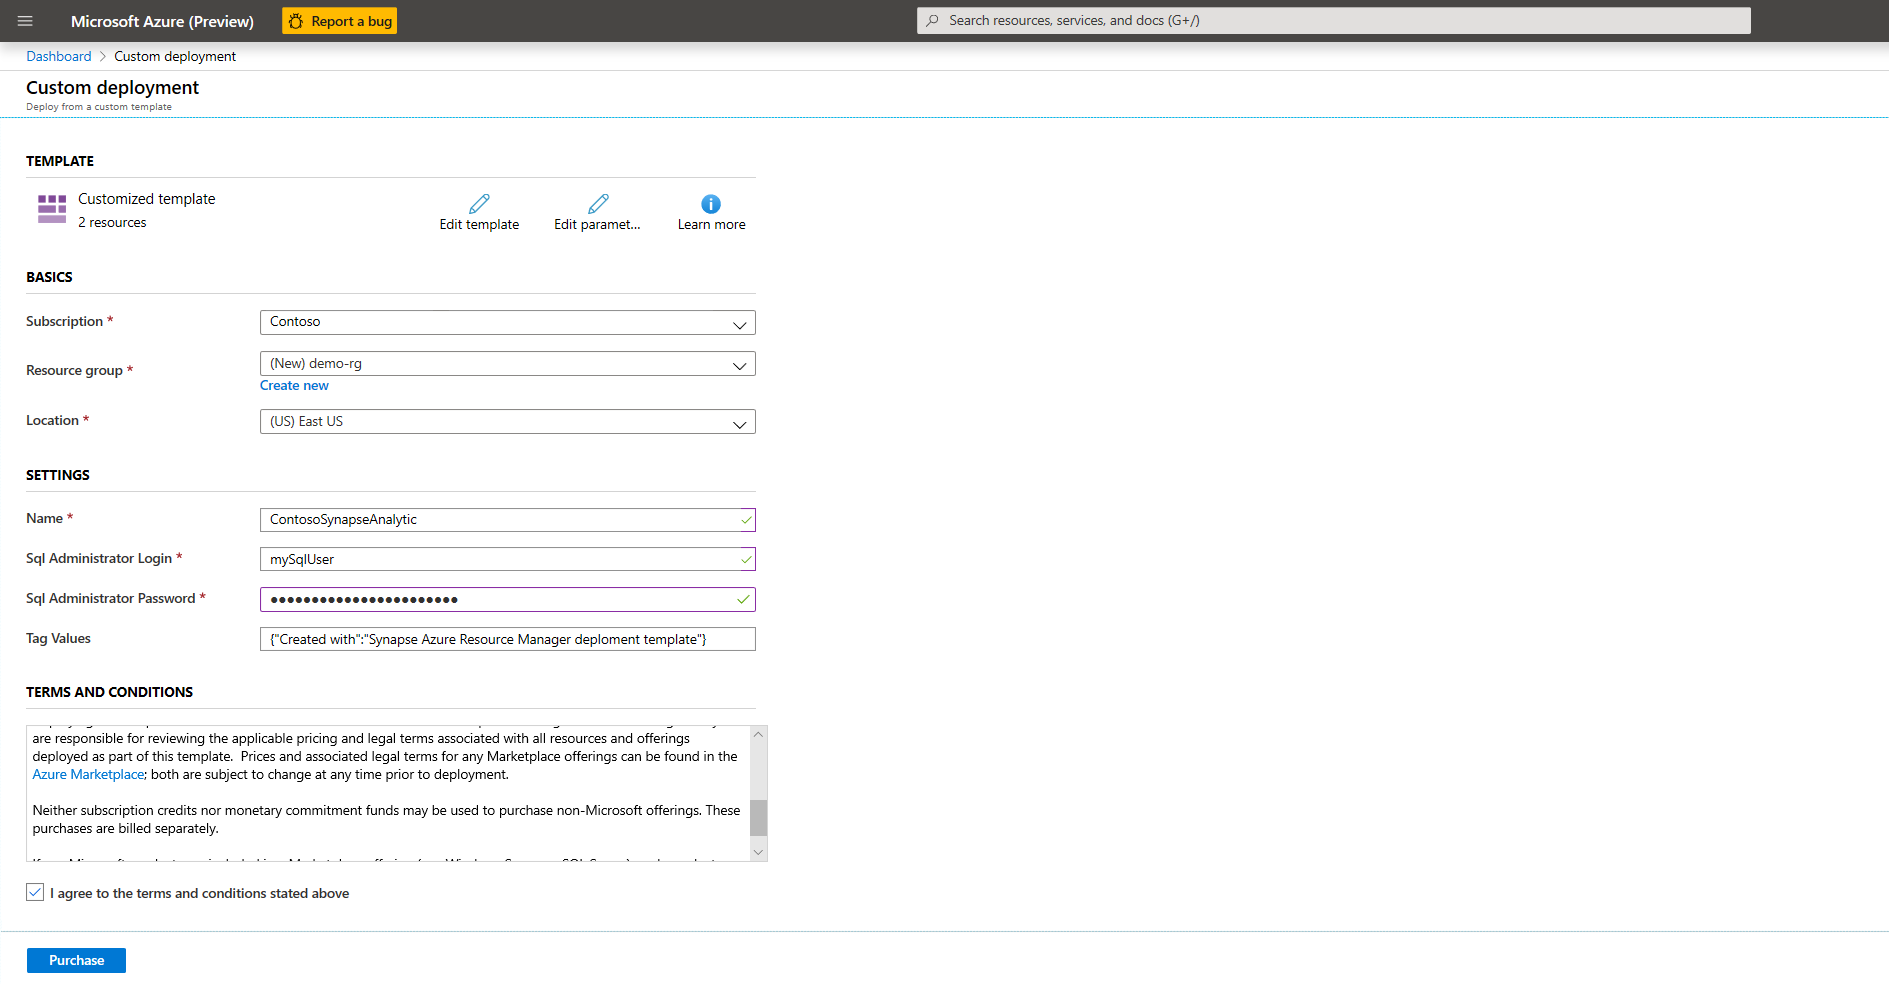 Microsoft Azure (Preview)
Report a bug
Search resources, services, and docs (G+/)
Dashboard > Custom deployment
Custom deployment
Deploy from a custom template
TEMPLATE
Customized template
2 resources
Edit template
Edit paramet...
Learn more
BASICS
Subscription *
Contoso
Resource group *
(New) demo-rg
Create new
Location *
(US) East US
SETTINGS
Name *
ContosoSynapseAnalytic
Sql Administrator Login *
mySqlUser
Sql Administrator Password *
●●●●●●●●●●●●●●●●●●●●●●●
Tag Values
{"Created with":"Synapse Azure Resource Manager deploment template"}
TERMS AND CONDITIONS
are responsible for reviewing the applicable pricing and legal terms associated with all resources and offerings
deployed as part of this template. Prices and associated legal terms for any Marketplace offerings can be found in the
Azure Marketplace; both are subject to change at any time prior to deployment.
Neither subscription credits nor monetary commitment funds may be used to purchase non-Microsoft offerings. These
purchases are billed separately.
I agree to the terms and conditions stated above
Purchase